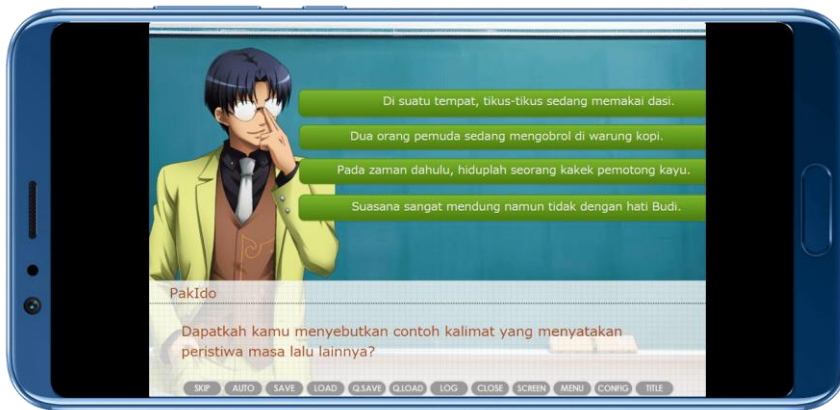 Di suatu tempat, tikus-tikus sedang memakai dasi.
Dua orang pemuda sedang mengobrol di warung kopi.
Pada zaman dahulu, hiduplah seorang kakek pemotong kayu.
Suasana sangat mendung namun tidak dengan hati Budi.
PakIdo
Dapatkah kamu menyebutkan contoh kalimat yang menyatakan
peristiwa masa lalu lainnya?
SKIP AUTO SAVE LOAD Q.SAVE Q.LOAD LOG CLOSE SCREEN MENU CONFIG TITLE